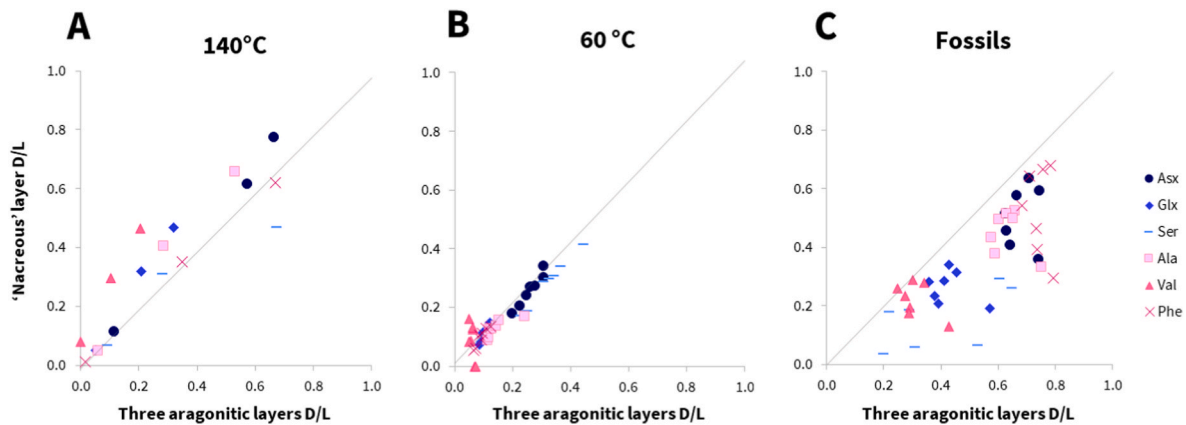 A
140°C
'Nacreous' layer D/L
1.0
0.8
0.6
0.4
0.2
0.0
0.0 0.2 0.4 0.6 0.8 1.0
Three aragonitic layers D/L
B
60 °C
1.0
0.8
0.6
0.4
0.2
0.0
0.0 0.2 0.4 0.6 0.8 1.0
Three aragonitic layers D/L
C
Fossils
1.0
0.8
0.6
0.4
0.2
0.0
0.0 0.2 0.4 0.6 0.8 1.0
Three aragonitic layers D/L
Asx
Glx
Ser
Ala
Val
Phe